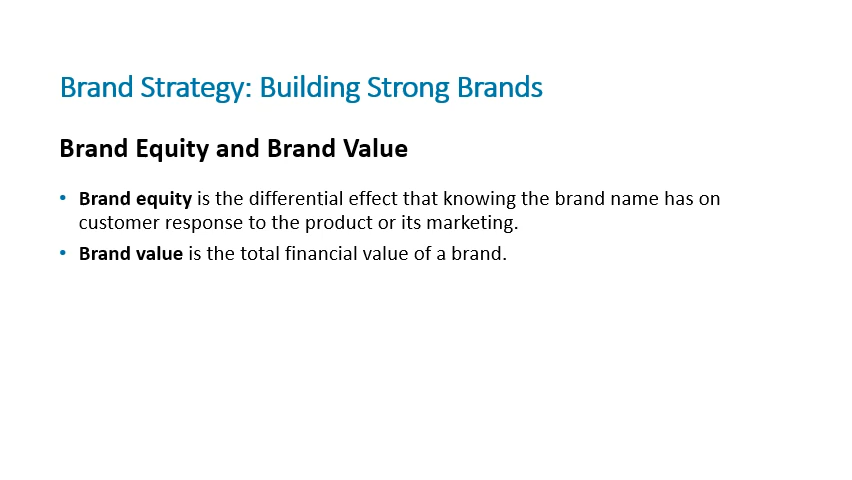 Brand Strategy: Building Strong Brands
Brand Equity and Brand Value
• Brand equity is the differential effect that knowing the brand name has on
customer response to the product or its marketing.
• Brand value is the total financial value of a brand.